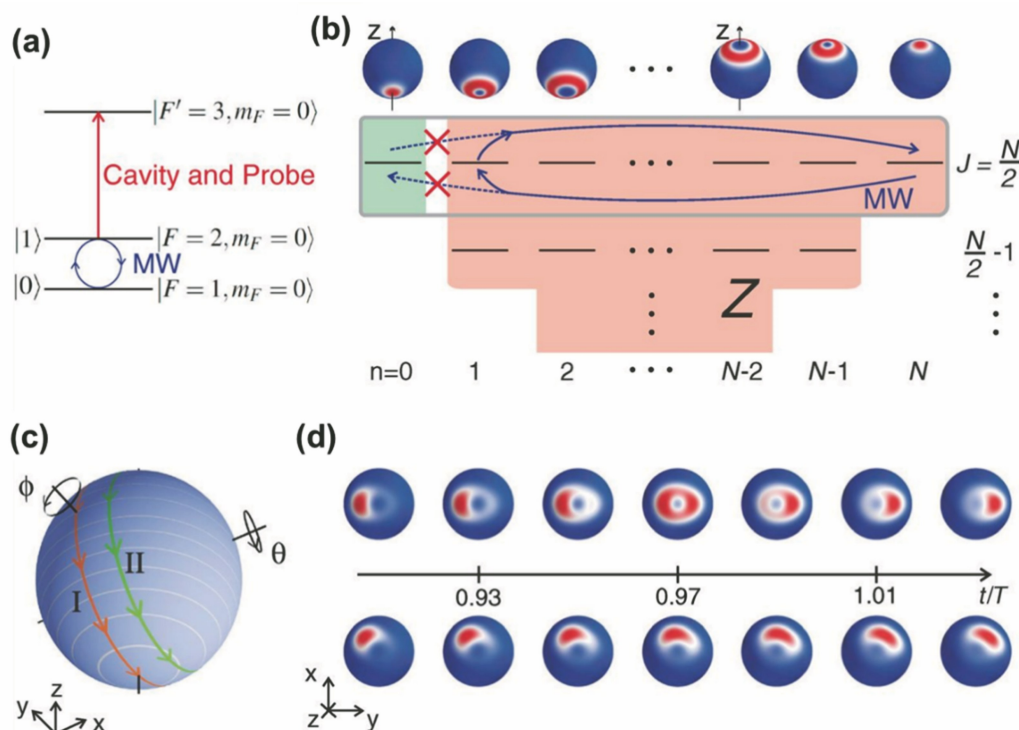 (a)
|F′ = 3, m_F = 0⟩
Cavity and Probe
|1⟩ |F = 2, m_F = 0⟩
MW
|0⟩ |F = 1, m_F = 0⟩
(b)
z z
J = N/2
MW
N/2 -1
Z
n=0 1 2 ··· N-2 N-1 N
(c)
ϕ
θ
I II
z
y x
(d)
0.93 0.97 1.01 t/T
x
z y